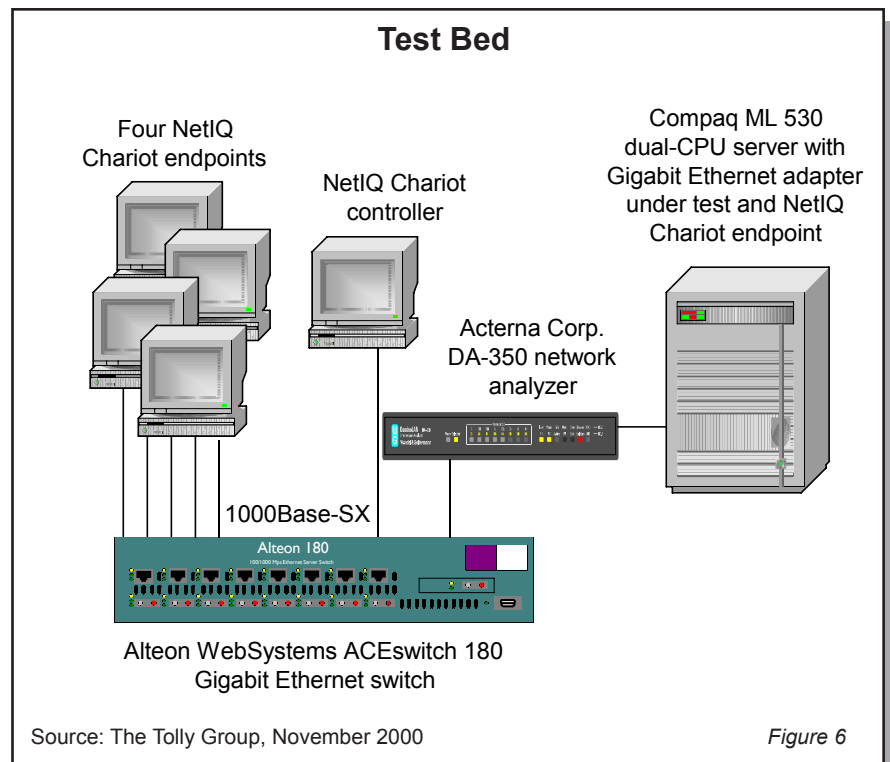 Test Bed
Four NetIQ
Chariot endpoints
NetIQ Chariot
controller
Compaq ML 530
dual-CPU server with
Gigabit Ethernet adapter
under test and NetIQ
Chariot endpoint
Acterna Corp.
DA-350 network
analyzer
1000Base-SX
Alteon 180
Alteon WebSystems ACEswitch 180
Gigabit Ethernet switch
Source: The Tolly Group, November 2000
Figure 6